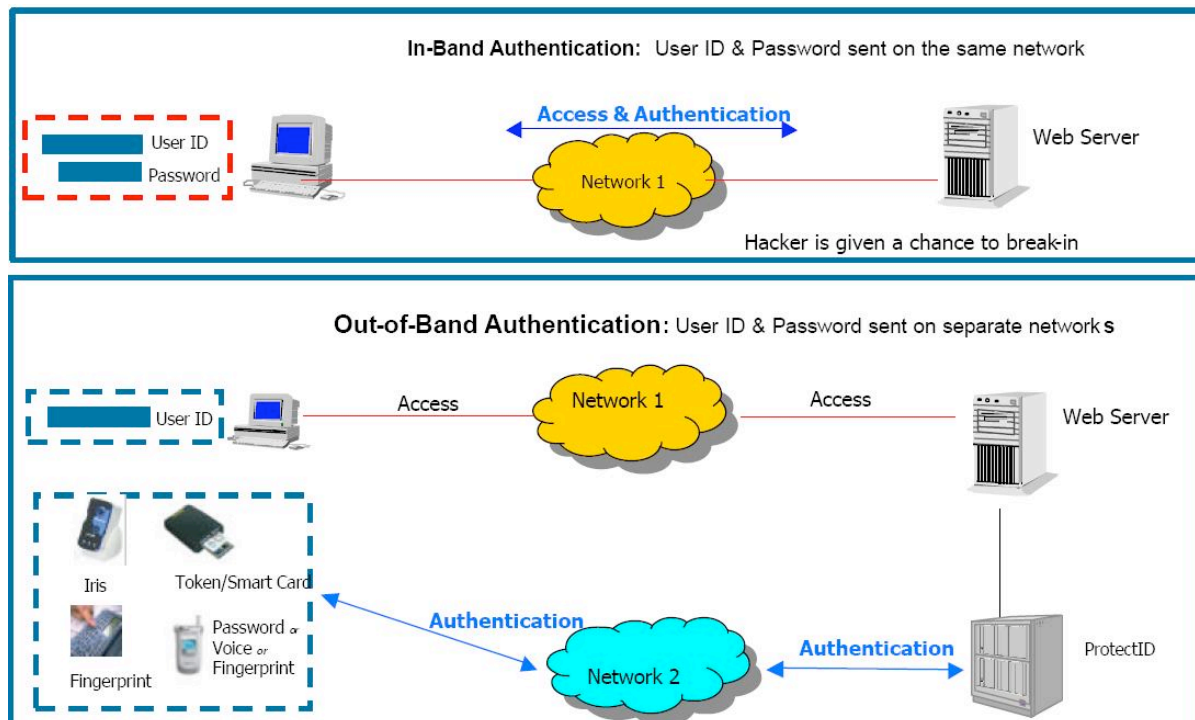 In-Band Authentication: User ID & Password sent on the same network
User ID
Password
Access & Authentication
Network 1
Web Server
Hacker is given a chance to break-in
Out-of-Band Authentication: User ID & Password sent on separate networks
User ID
Access
Network 1
Access
Web Server
Iris
Token/Smart Card
Fingerprint
Password or
Voice or
Fingerprint
Authentication
Network 2
Authentication
ProtectID